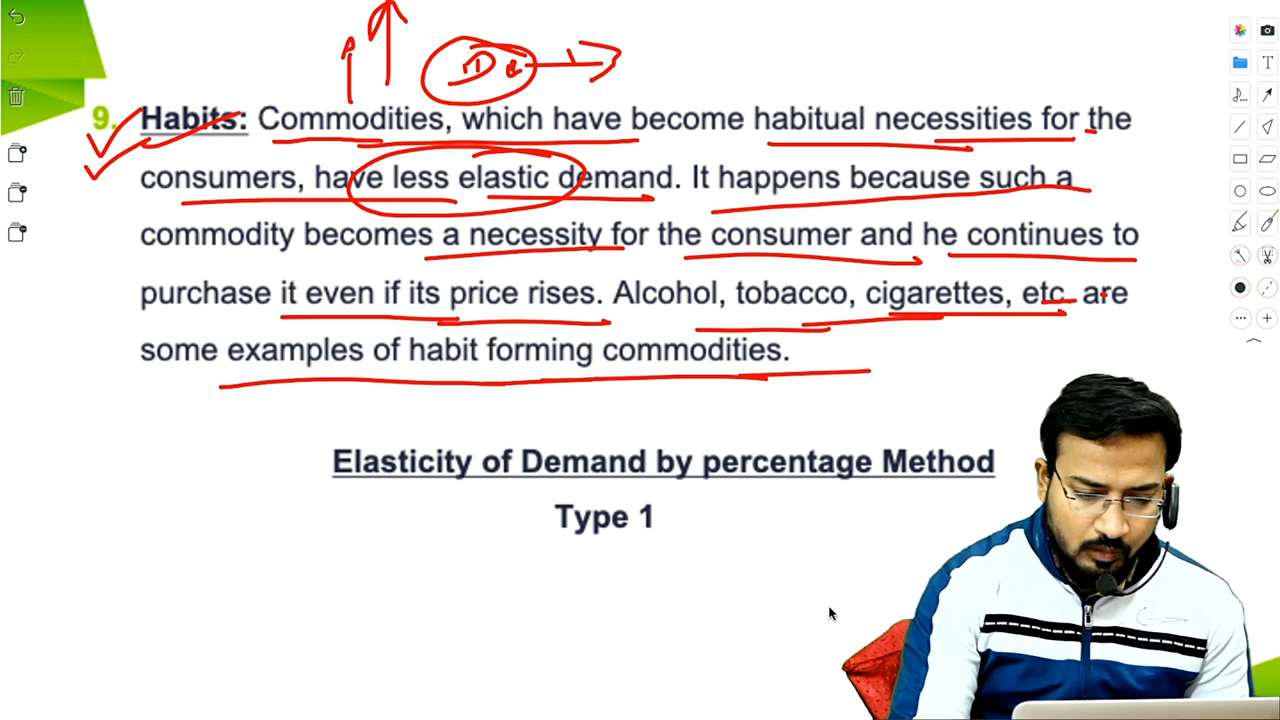 9. Habits: Commodities, which have become habitual necessities for the
consumers, have less elastic demand. It happens because such a
commodity becomes a necessity for the consumer and he continues to
purchase it even if its price rises. Alcohol, tobacco, cigarettes, etc. are
some examples of habit forming commodities.
Elasticity of Demand by percentage Method
Type 1